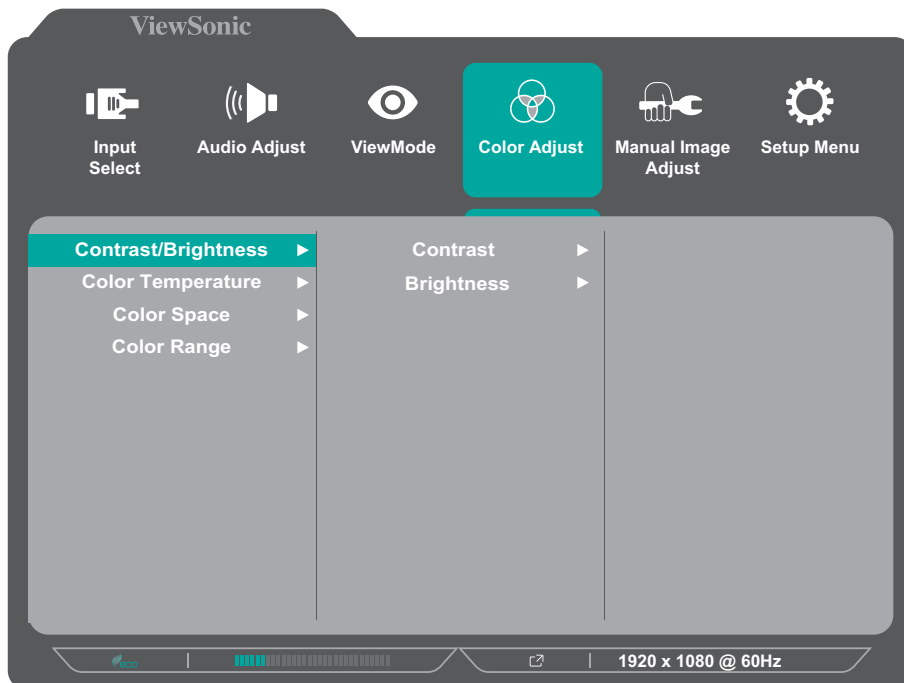 ViewSonic
Input
Select
Audio Adjust
ViewMode
Color Adjust
Manual Image
Adjust
Setup Menu
Contrast/Brightness
Color Temperature
Color Space
Color Range
Contrast
Brightness
eco
1920 x 1080 @ 60Hz